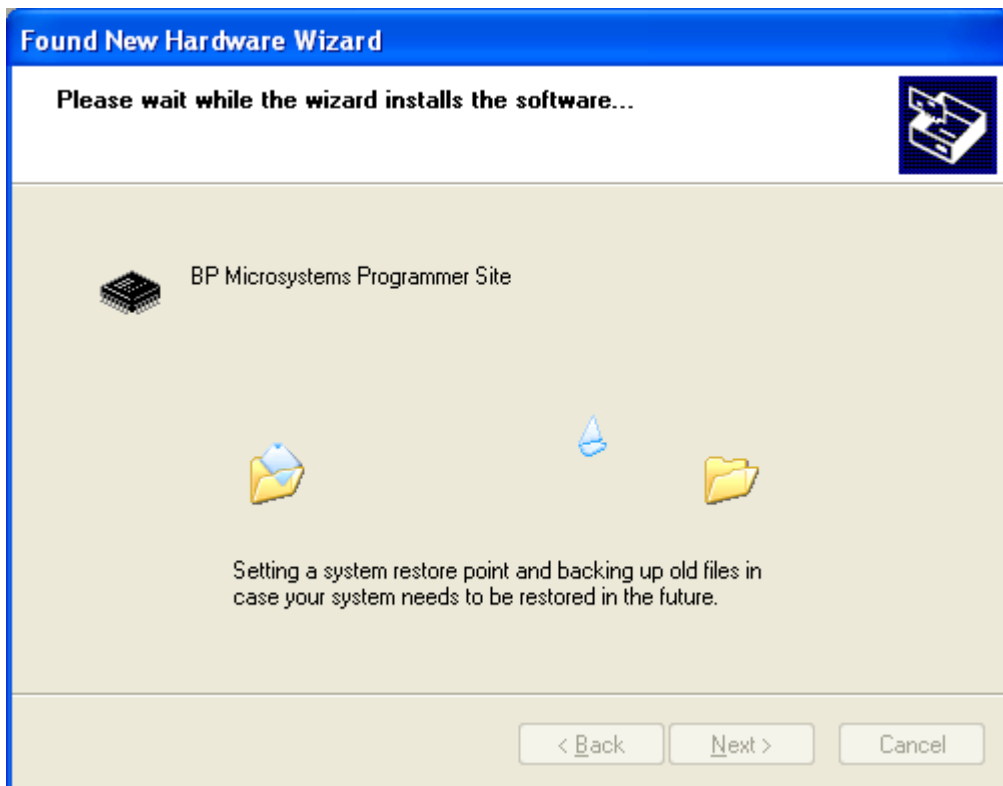 Found New Hardware Wizard
Please wait while the wizard installs the software...
BP Microsystems Programmer Site
Setting a system restore point and backing up old files in
case your system needs to be restored in the future.
< Back
Next >
Cancel